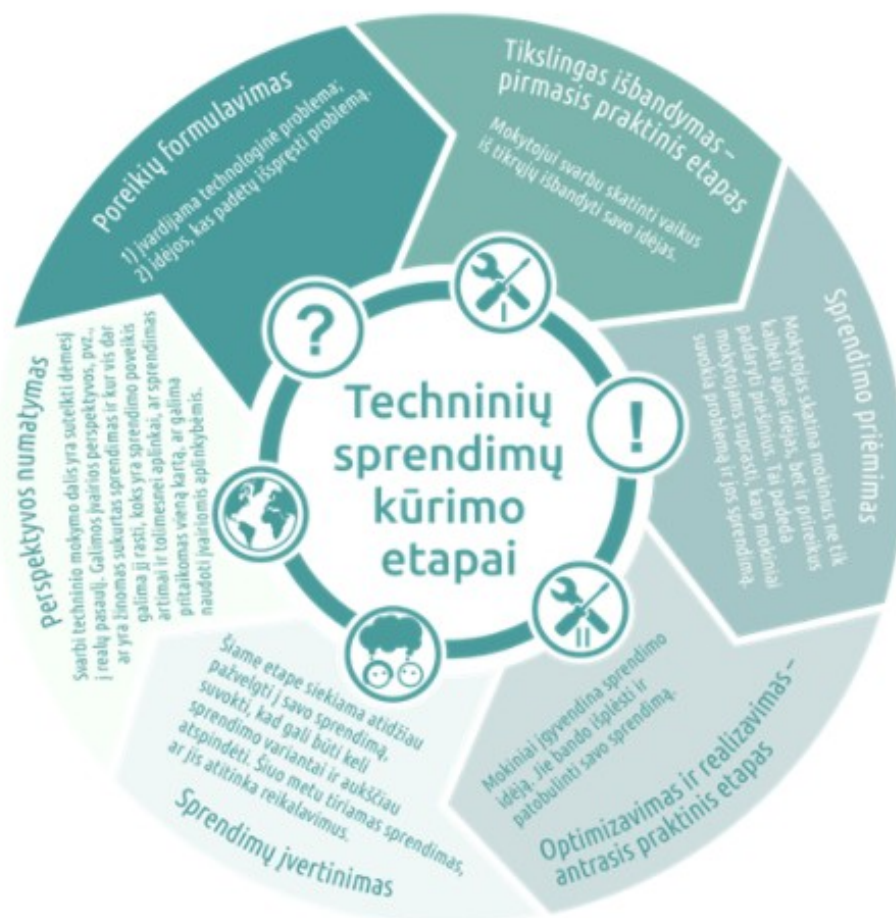 Techninių
sprendimų
kūrimo
etapai
Poreikių formulavimas
1) įvardijama technologinė problema;
2) idėjos, kas padėtų išspręsti problemą.
Tikslingas išbandymas –
pirmasis praktinis etapas
Mokytojui svarbu skatinti vaikus
iš tikrųjų išbandyti savo idėjas.
Sprendimo priėmimas
Mokytojas skatina mokinius ne tik
kalbėti apie idėjas, bet ir prireikus
padaryti piešinius. Tai padeda
mokytojams suprasti, kaip mokiniai
suvokia problemą ir jos sprendimą.
Mokiniai įgyvendina sprendimo
idėją. Jie bando išpiešti ir
patobulinti savo sprendimą.
Optimizavimas ir realizavimas –
antrasis praktinis etapas
Šiame etape siekiama atidžiau
pažvelgti į savo sprendimą,
suvokti, kad gali būti keli
sprendimo variantai ir aukščiau
atspindėti. Šiuo metu tiriamas sprendimas,
ar jis atitinka reikalavimus.
Sprendimų įvertinimas
Perspektyvos numatymas
Svarbi techninio mokymo dalis yra suteikti dėmesį
į realų pasaulį. Galimos įvairios perspektyvos, pvz.,
ar yra žinomas sukurtas sprendimas ir kur vis dar
galima jį rasti, koks yra sprendimo poveikis
artimai ir tolimesnei aplinkai, ar sprendimas
pritaikomas vieną kartą, ar galima
naudoti įvairiomis aplinkybėmis.
?
I
!
II